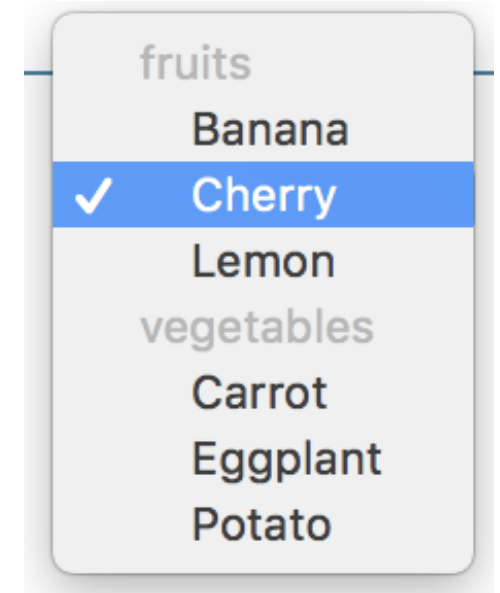 fruits
Banana
Cherry
Lemon
vegetables
Carrot
Eggplant
Potato